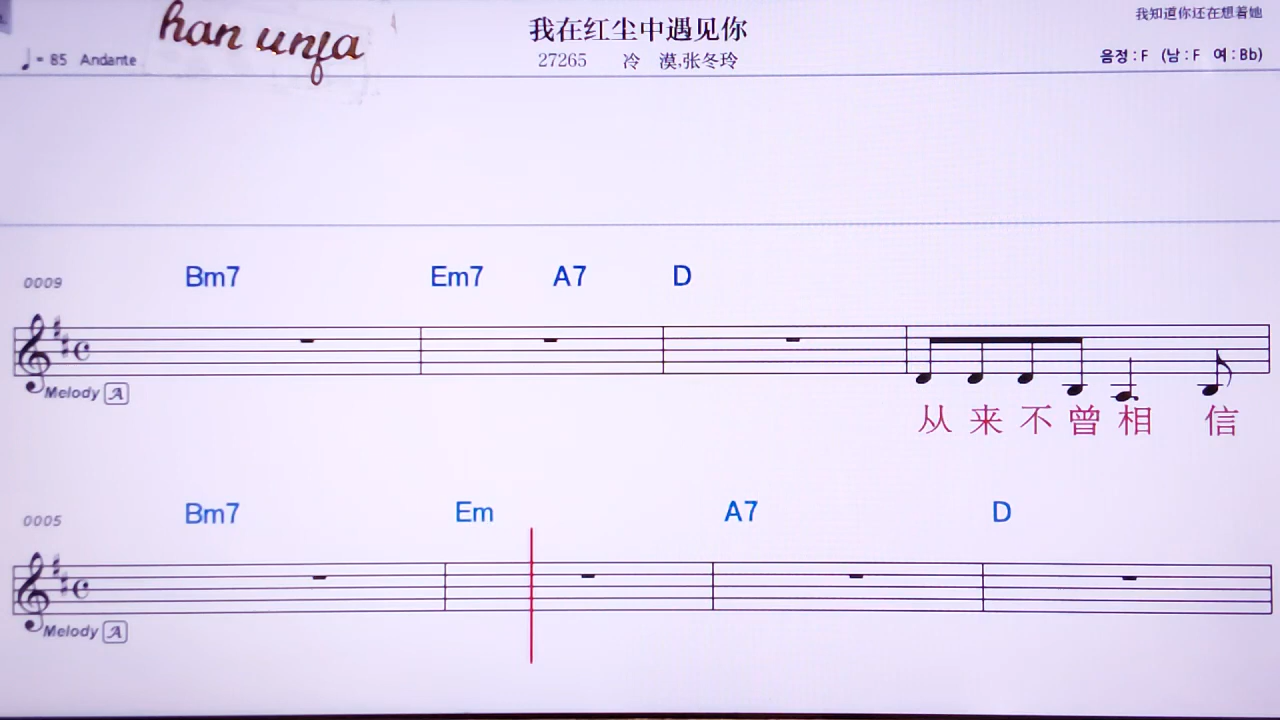 han unja
我在红尘中遇见你
我知道你还在想着她
♩= 85 Andante
27265 冷 漠,张冬玲
음정 : F (남 : F 여 : Bb)
0009 Bm7 Em7 A7 D
Melody A
从 来 不 曾 相 信
0005 Bm7 Em A7 D
Melody A